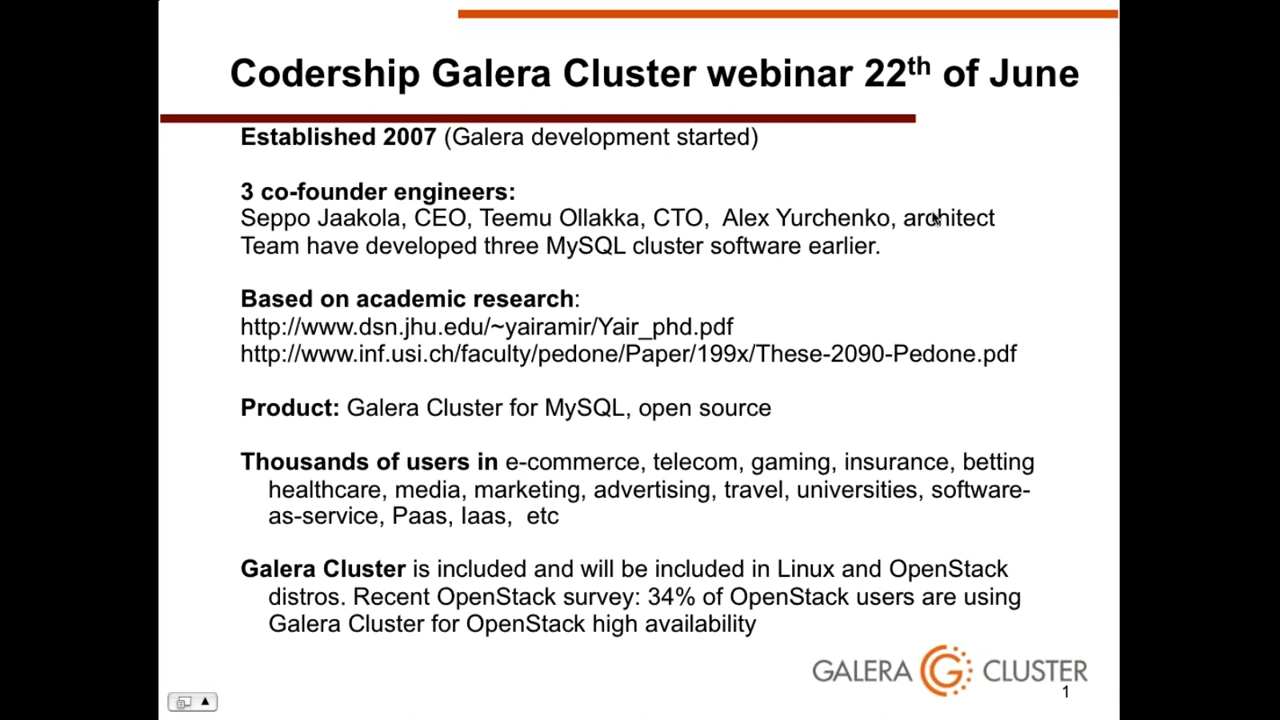 Codership Galera Cluster webinar 22th of June
Established 2007 (Galera development started)
3 co-founder engineers:
Seppo Jaakola, CEO, Teemu Ollakka, CTO,  Alex Yurchenko, architect
Team have developed three MySQL cluster software earlier.
Based on academic research:
http://www.dsn.jhu.edu/~yairamir/Yair_phd.pdf
http://www.inf.usi.ch/faculty/pedone/Paper/199x/These-2090-Pedone.pdf
Product: Galera Cluster for MySQL, open source
Thousands of users in e-commerce, telecom, gaming, insurance, betting
healthcare, media, marketing, advertising, travel, universities, software-
as-service, Paas, Iaas,  etc
Galera Cluster is included and will be included in Linux and OpenStack
distros. Recent OpenStack survey: 34% of OpenStack users are using
Galera Cluster for OpenStack high availability
GALERA CLUSTER
1